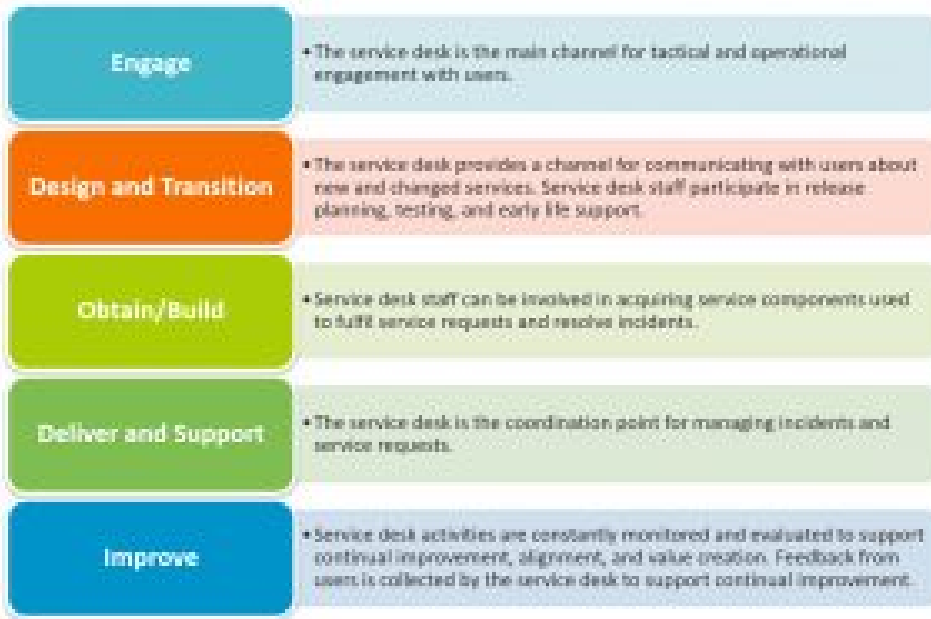 Engage
• The service desk is the main channel for tactical and operational
engagement with users.
Design and Transition
• The service desk provides a channel for communicating with users about
new and changed services. Service desk staff participate in release
planning, testing, and early life support.
Obtain/Build
• Service desk staff can be involved in acquiring service components used
to fulfil service requests and resolve incidents.
Deliver and Support
• The service desk is the coordination point for managing incidents and
service requests.
Improve
• Service desk activities are constantly monitored and evaluated to support
continual improvement, alignment, and value creation. Feedback from
users is collected by the service desk to support continual improvement.